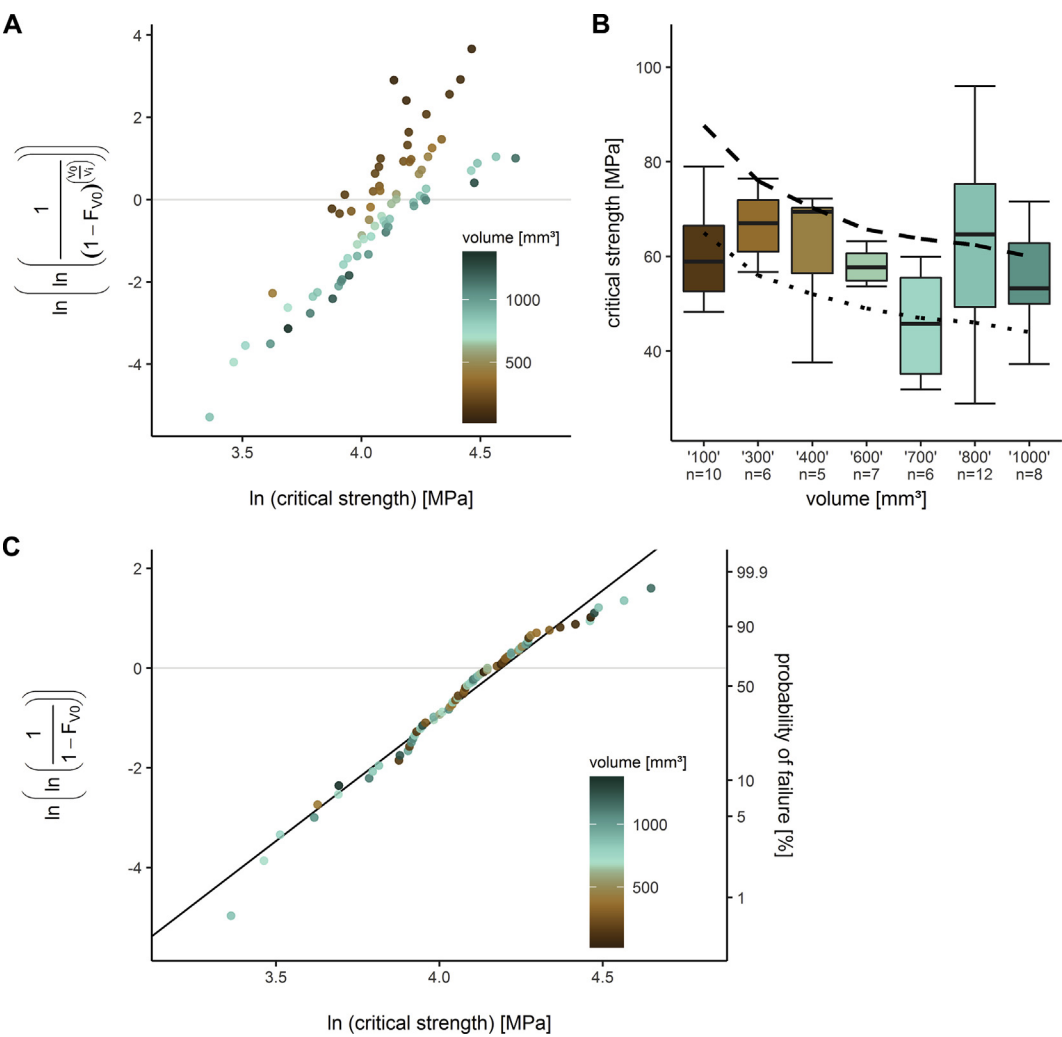 A
4
2
0
-2
-4
3.5
4.0
4.5
ln (critical strength) [MPa]
ln ( ln ( 1 / (1 − F_V0)^(V0/Vi) ) )
volume [mm³]
1000
500
B
100
80
60
40
critical strength [MPa]
'100' '300' '400' '600' '700' '800' '1000'
n=10 n=6 n=5 n=7 n=6 n=12 n=8
volume [mm³]
C
2
0
-2
-4
3.5
4.0
4.5
ln (critical strength) [MPa]
ln ( ln ( 1 / 1 − F_V0 ) )
volume [mm³]
1000
500
99.9
90
50
10
5
1
probability of failure [%]